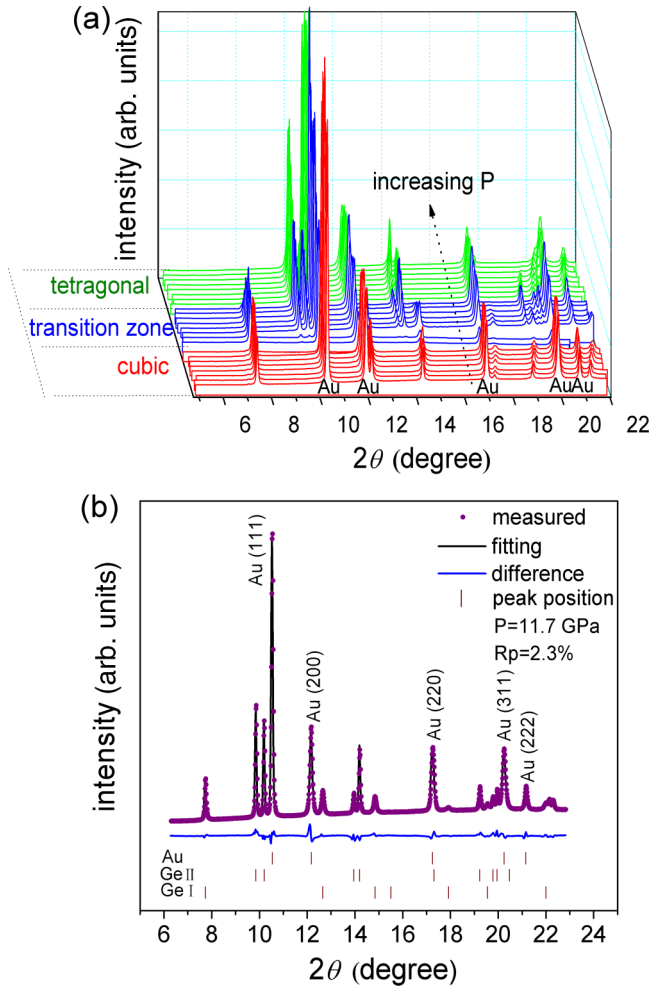 (a)
intensity (arb. units)
increasing P
tetragonal
transition zone
cubic
Au Au Au Au Au
6 8 10 12 14 16 18 20 22
2θ (degree)
(b)
intensity (arb. units)
Au (111)
Au (200)
Au (220)
Au (311)
Au (222)
measured
fitting
difference
peak position
P=11.7 GPa
Rp=2.3%
Au
Ge II
Ge I
6 8 10 12 14 16 18 20 22 24
2θ (degree)